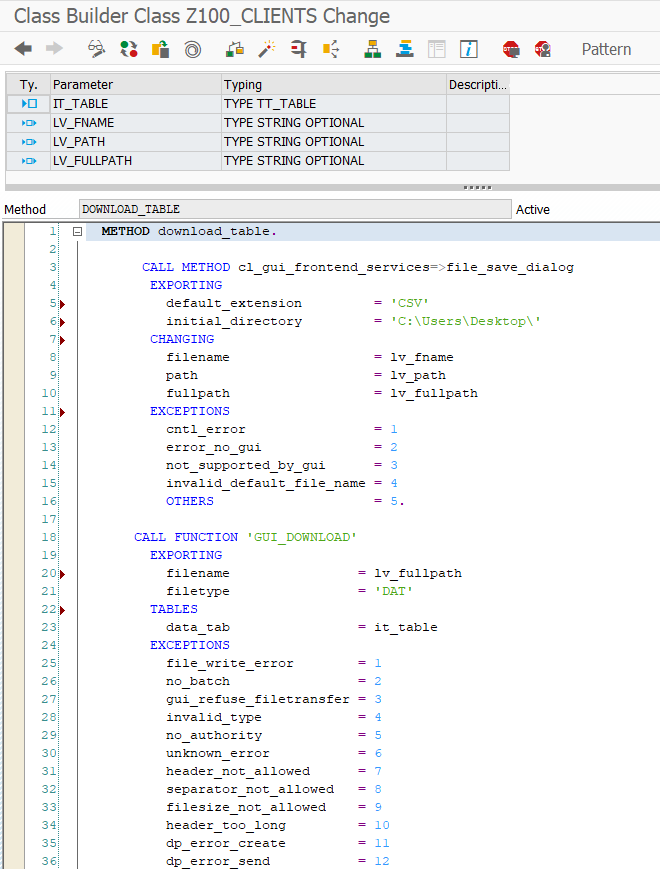 Class Builder Class Z100_CLIENTS Change
Pattern
Ty. Parameter Typing Descripti...
IT_TABLE TYPE TT_TABLE
LV_FNAME TYPE STRING OPTIONAL
LV_PATH TYPE STRING OPTIONAL
LV_FULLPATH TYPE STRING OPTIONAL
Method DOWNLOAD_TABLE Active
1 METHOD download_table.
2
3 CALL METHOD cl_gui_frontend_services=>file_save_dialog
4 EXPORTING
5 default_extension = 'CSV'
6 initial_directory = 'C:\Users\Desktop\'
7 CHANGING
8 filename = lv_fname
9 path = lv_path
10 fullpath = lv_fullpath
11 EXCEPTIONS
12 cntl_error = 1
13 error_no_gui = 2
14 not_supported_by_gui = 3
15 invalid_default_file_name = 4
16 OTHERS = 5.
17
18 CALL FUNCTION 'GUI_DOWNLOAD'
19 EXPORTING
20 filename = lv_fullpath
21 filetype = 'DAT'
22 TABLES
23 data_tab = it_table
24 EXCEPTIONS
25 file_write_error = 1
26 no_batch = 2
27 gui_refuse_filetransfer = 3
28 invalid_type = 4
29 no_authority = 5
30 unknown_error = 6
31 header_not_allowed = 7
32 separator_not_allowed = 8
33 filesize_not_allowed = 9
34 header_too_long = 10
35 dp_error_create = 11
36 dp_error_send = 12